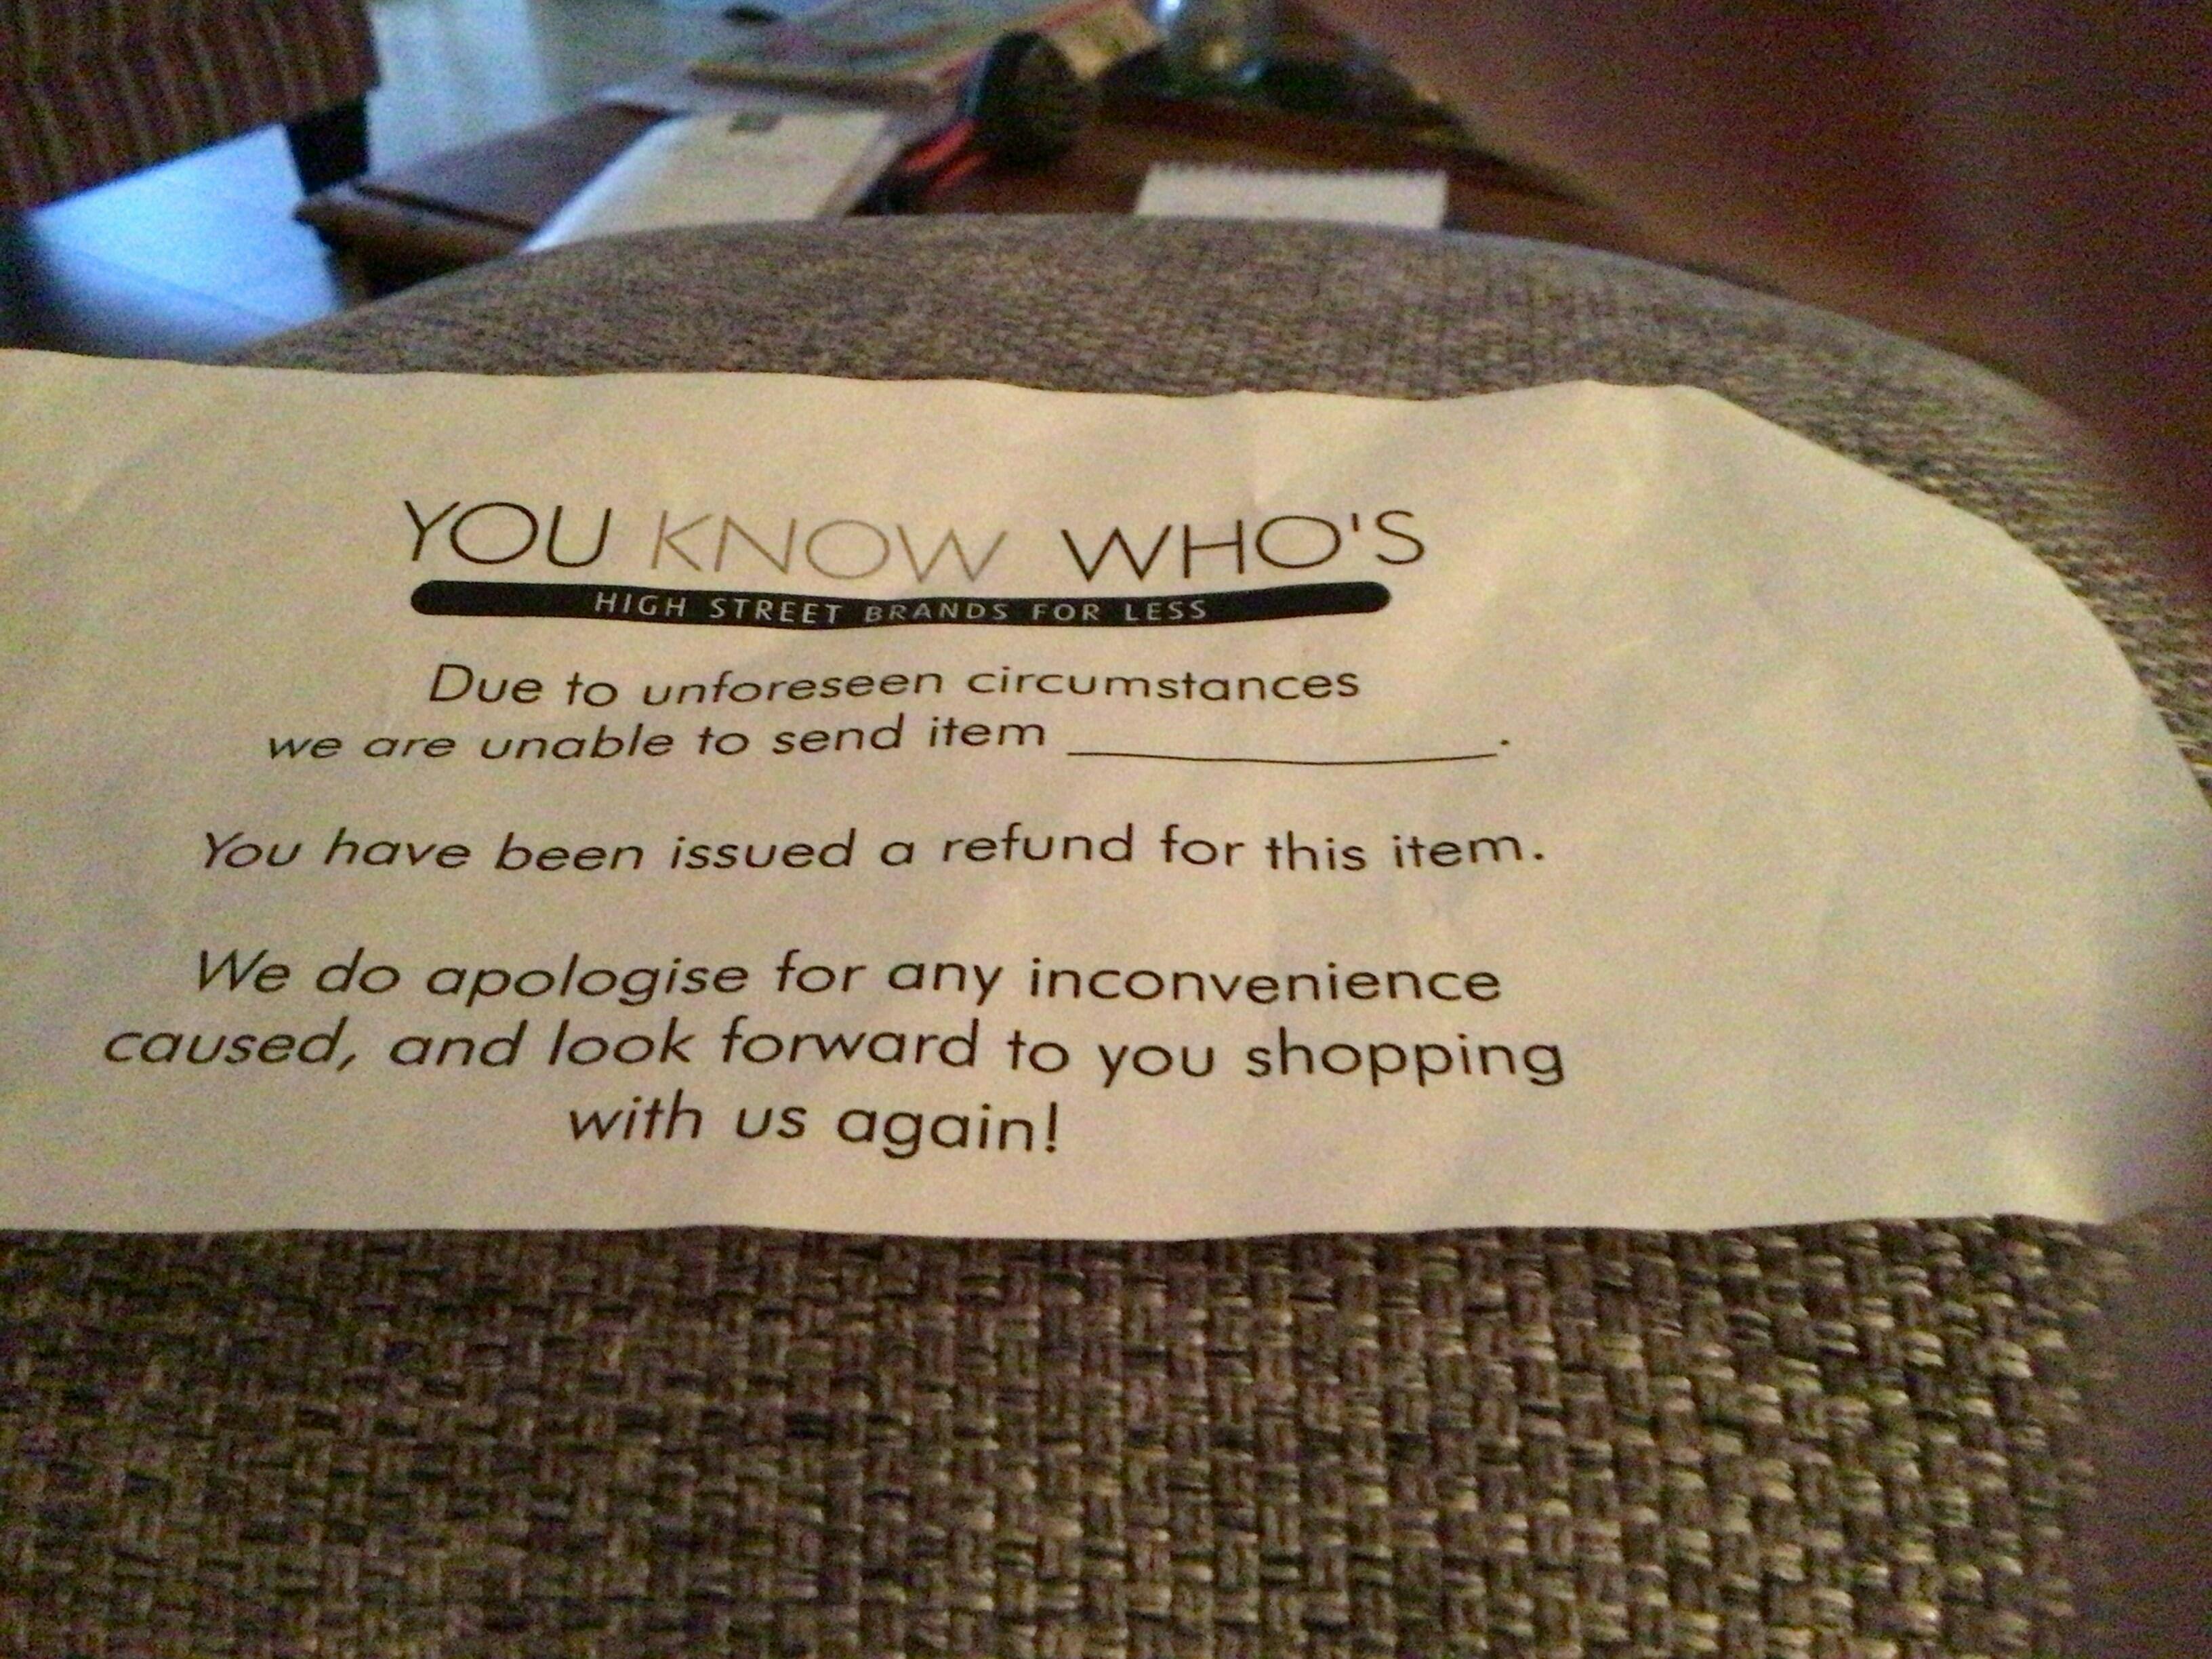 YOU KNOW WHO'S
HIGH STREET BRANDS FOR LESS
Due to unforeseen circumstances
we are unable to send item ____________.
You have been issued a refund for this item.
We do apologise for any inconvenience
caused, and look forward to you shopping
with us again!